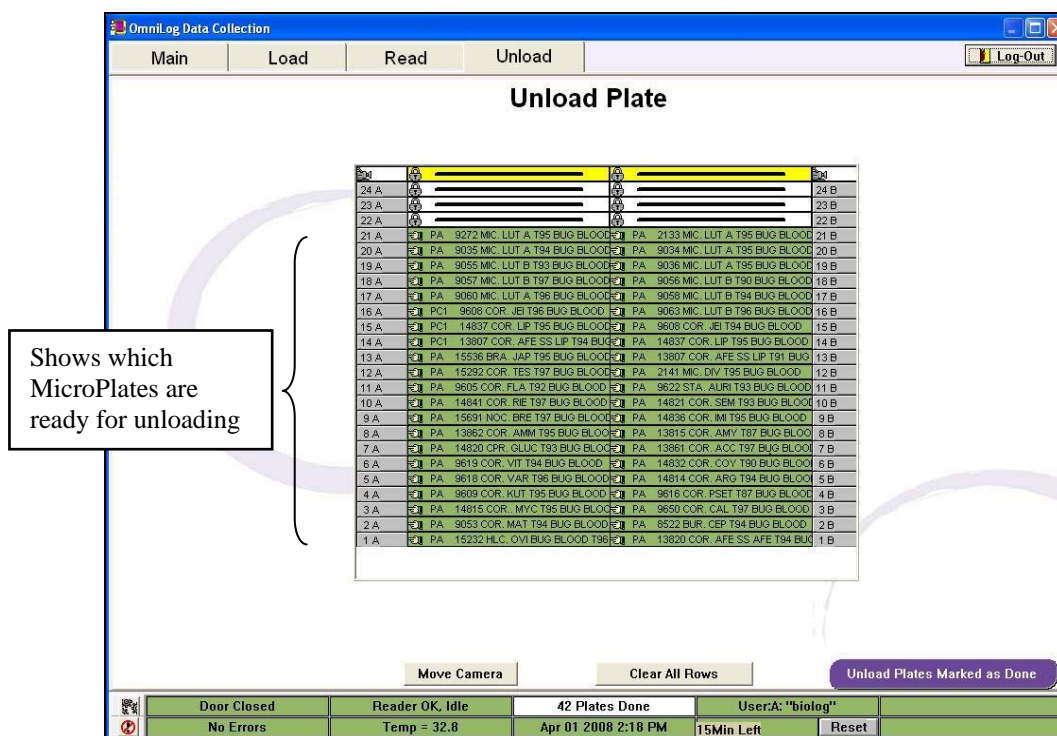 OmniLog Data Collection
Main Load Read Unload Log-Out
Unload Plate
24 A 24 B
23 A 23 B
22 A 22 B
21 A PA 9272 MIC. LUT A T95 BUG BLOOD PA 2133 MIC. LUT A T95 BUG BLOOD 21 B
20 A PA 9035 MIC. LUT A T94 BUG BLOOD PA 9034 MIC. LUT A T95 BUG BLOOD 20 B
19 A PA 9055 MIC. LUT B T93 BUG BLOOD PA 9036 MIC. LUT A T95 BUG BLOOD 19 B
18 A PA 9057 MIC. LUT B T97 BUG BLOOD PA 9056 MIC. LUT B T90 BUG BLOOD 18 B
17 A PA 9060 MIC. LUT A T96 BUG BLOOD PA 9058 MIC. LUT B T94 BUG BLOOD 17 B
16 A PC1 9608 COR. JEI T96 BUG BLOOD PA 9063 MIC. LUT B T96 BUG BLOOD 16 B
15 A PC1 14837 COR. LIP T95 BUG BLOOD PA 9608 COR. JEI T94 BUG BLOOD 15 B
14 A PC1 13807 COR. AFE SS LIP T94 BUG PA 14837 COR. LIP T95 BUG BLOOD 14 B
13 A PA 15536 BRA. JAP T95 BUG BLOOD PA 13807 COR. AFE SS LIP T91 BUG 13 B
12 A PA 15292 COR. TES T97 BUG BLOOD PA 2141 MIC. DIV T95 BUG BLOOD 12 B
11 A PA 9605 COR. FLA T92 BUG BLOOD PA 9622 STA. AURI T93 BUG BLOOD 11 B
10 A PA 14841 COR. RIE T97 BUG BLOOD PA 14821 COR. SEM T93 BUG BLOOD 10 B
9 A PA 15691 NOC. BRE T97 BUG BLOOD PA 14836 COR. IMI T95 BUG BLOOD 9 B
8 A PA 13862 COR. AMM T95 BUG BLOO PA 13815 COR. AMY T87 BUG BLOO 8 B
7 A PA 14820 CPR. GLUC T93 BUG BLOO PA 13861 COR. ACC T97 BUG BLOO 7 B
6 A PA 9619 COR. VIT T94 BUG BLOOD PA 14832 COR. COY T90 BUG BLOO 6 B
5 A PA 9618 COR. VAR T96 BUG BLOOD PA 14814 COR. ARG T94 BUG BLOO 5 B
4 A PA 9609 COR. KUT T95 BUG BLOOD PA 9616 COR. PSET T87 BUG BLOOD 4 B
3 A PA 14815 COR.. MYC T95 BUG BLOO PA 9650 COR. CAL T97 BUG BLOOD 3 B
2 A PA 9053 COR. MAT T94 BUG BLOOD PA 8522 BUR. CEP T94 BUG BLOOD 2 B
1 A PA 15232 HLC. OVI BUG BLOOD T96 PA 13820 COR. AFE SS AFE T94 BUG 1 B
Shows which
MicroPlates are
ready for unloading
Move Camera Clear All Rows Unload Plates Marked as Done
Door Closed Reader OK, Idle 42 Plates Done User:A: "biolog"
No Errors Temp = 32.8 Apr 01 2008 2:18 PM 15Min Left Reset